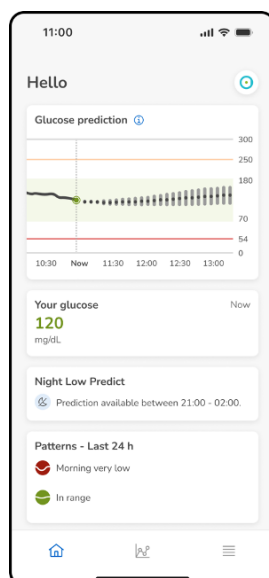 11:00
Hello
Glucose prediction
300
250
180
70
54
0
10:30 Now 11:30 12:00 12:30 13:00
Your glucose Now
120
mg/dL
Night Low Predict
Prediction available between 21:00 - 02:00.
Patterns - Last 24 h
Morning very low
In range